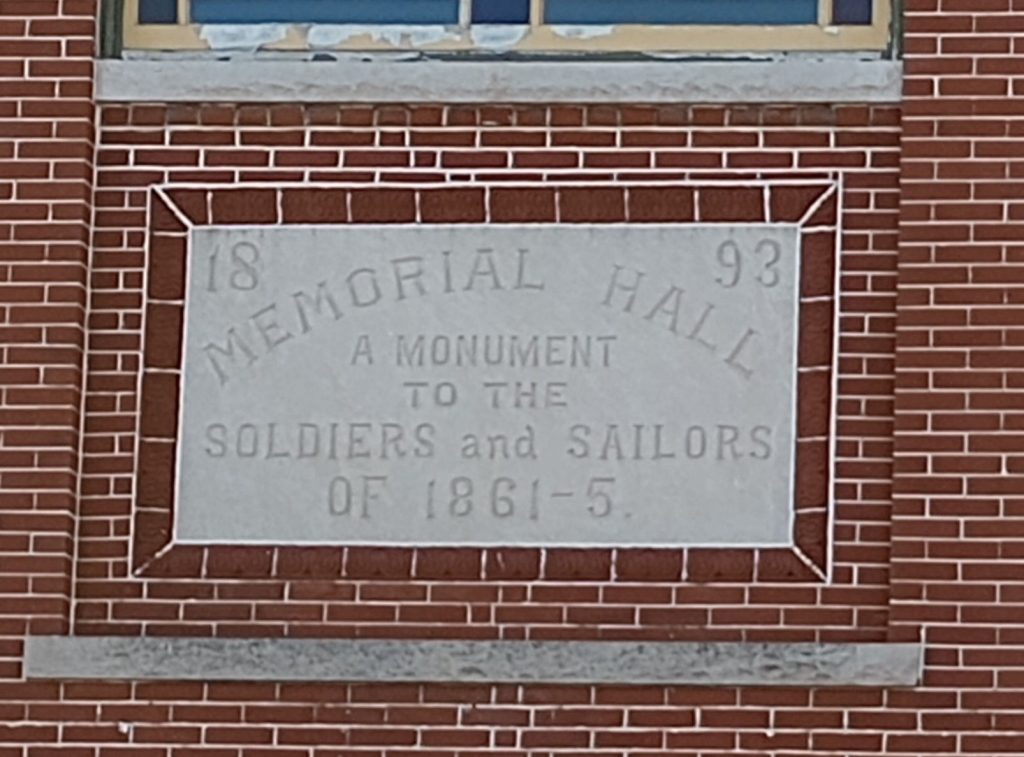 18 93
MEMORIAL HALL
A MONUMENT
TO THE
SOLDIERS and SAILORS
OF 1861-5.